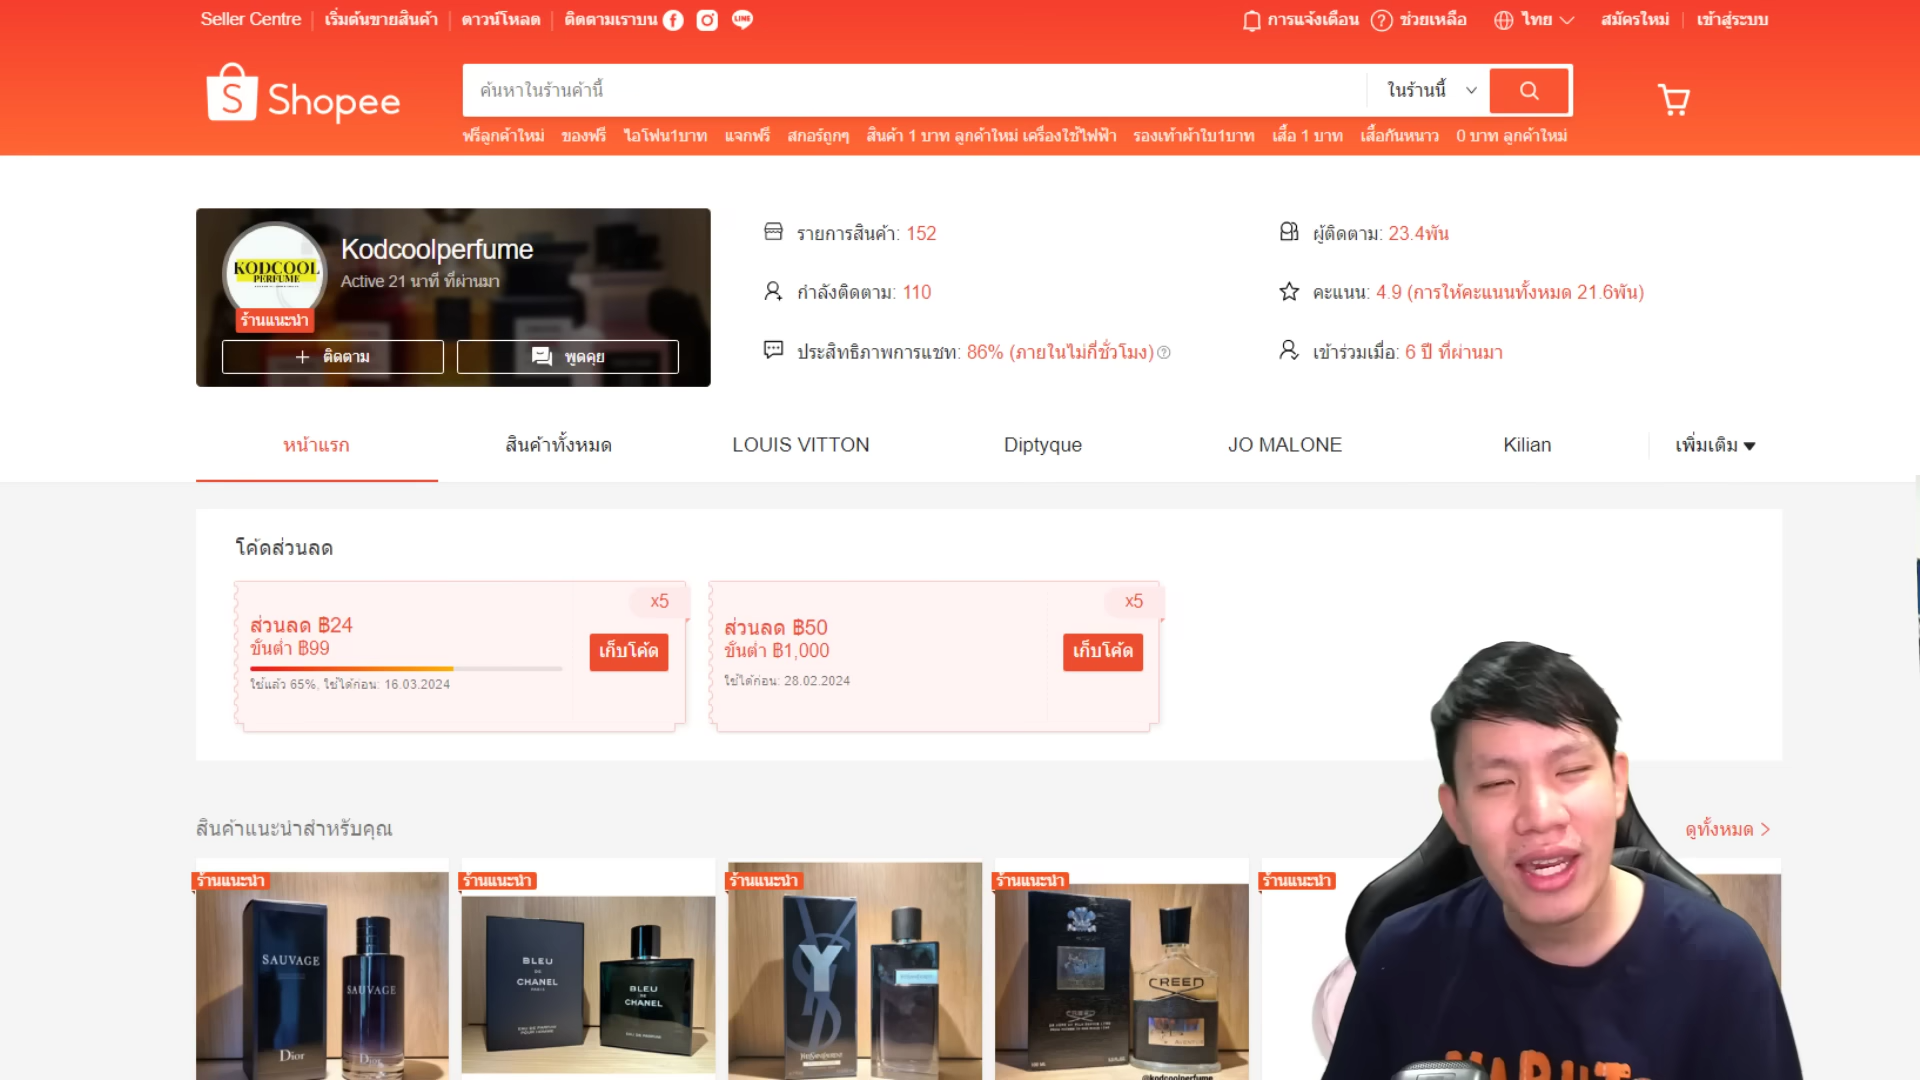 Seller Centre เริ่มต้นขายสินค้า ดาวน์โหลด ติดตามเราบน LINE การแจ้งเตือน ช่วยเหลือ ไทย สมัครใหม่ เข้าสู่ระบบ
S Shopee ค้นหาในร้านค้านี้ ในร้านนี้
ฟรีลูกค้าใหม่ ของฟรี ไอโฟน1บาท แจกฟรี สกอร์ถูกๆ สินค้า 1 บาท ลูกค้าใหม่ เครื่องใช้ไฟฟ้า รองเท้าผ้าใบ1บาท เสื้อ 1 บาท เสื้อกันหนาว 0 บาท ลูกค้าใหม่
KODCOOL
PERFUME
ร้านแนะนำ
Kodcoolperfume
Active 21 นาที ที่ผ่านมา
ติดตาม พูดคุย
รายการสินค้า: 152 ผู้ติดตาม: 23.4พัน
กำลังติดตาม: 110 คะแนน: 4.9 (การให้คะแนนทั้งหมด 21.6พัน)
ประสิทธิภาพการแชท: 86% (ภายในไม่กี่ชั่วโมง) เข้าร่วมเมื่อ: 6 ปี ที่ผ่านมา
หน้าแรก สินค้าทั้งหมด LOUIS VITTON Diptyque JO MALONE Kilian เพิ่มเติม
โค้ดส่วนลด
x5
ส่วนลด ฿24
ขั้นต่ำ ฿99
ใช้แล้ว 65%, ใช้ได้ก่อน: 16.03.2024
เก็บโค้ด
x5
ส่วนลด ฿50
ขั้นต่ำ ฿1,000
ใช้ได้ก่อน: 28.02.2024
เก็บโค้ด
สินค้าแนะนำสำหรับคุณ ดูทั้งหมด
ร้านแนะนำ ร้านแนะนำ ร้านแนะนำ ร้านแนะนำ ร้านแนะนำ
SAUVAGE
Dior
SAUVAGE
Dior
BLEU
DE
CHANEL
PARIS
BLEU
DE
CHANEL
Y
CREED
CREED
@kodcoolperfume